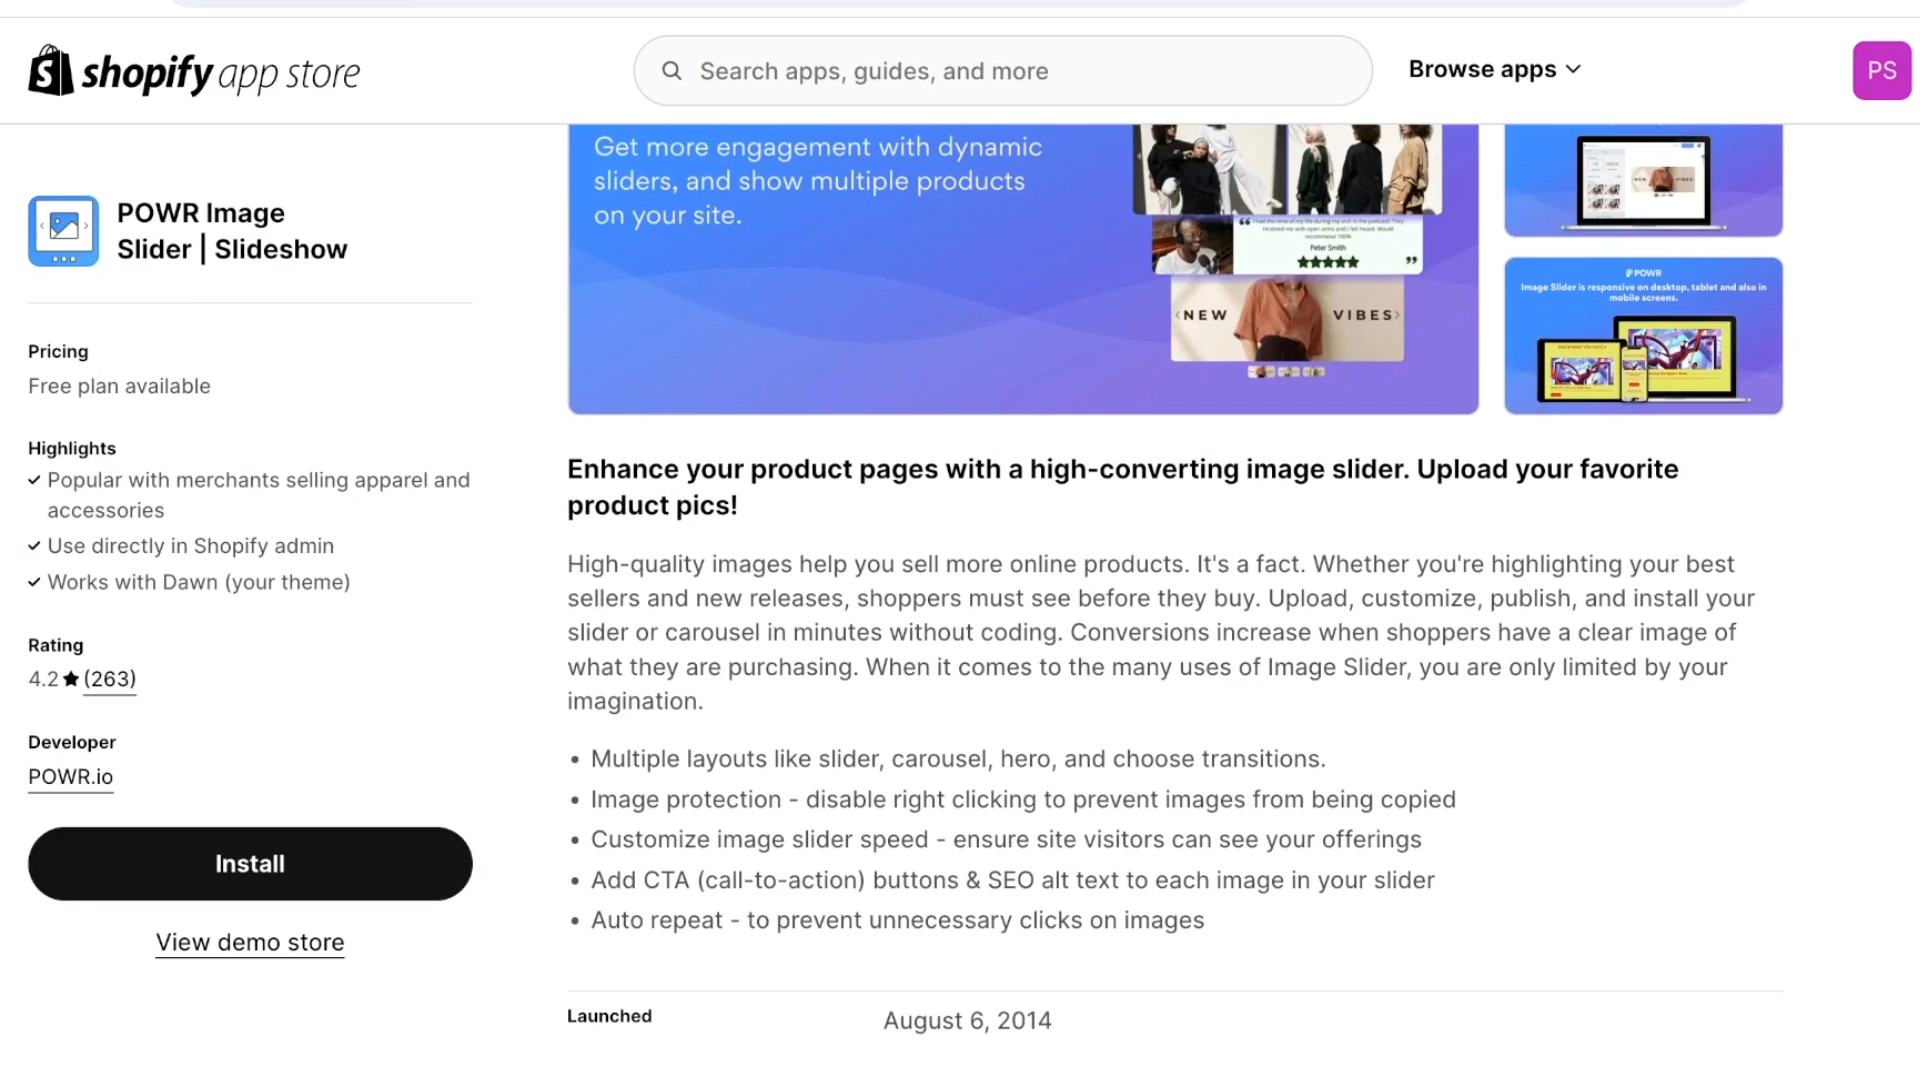 shopify app store
Search apps, guides, and more
Browse apps
PS
POWR Image
Slider | Slideshow
Pricing
Free plan available
Highlights
Popular with merchants selling apparel and
accessories
Use directly in Shopify admin
Works with Dawn (your theme)
Rating
4.2 ★ (263)
Developer
POWR.io
Install
View demo store
Get more engagement with dynamic
sliders, and show multiple products
on your site.
Peter Smith
NEW VIBES
NEW VIBES
POWR
Image Slider is responsive on desktop, tablet and also in
mobile screens.
Enhance your product pages with a high-converting image slider. Upload your favorite
product pics!
High-quality images help you sell more online products. It's a fact. Whether you're highlighting your best
sellers and new releases, shoppers must see before they buy. Upload, customize, publish, and install your
slider or carousel in minutes without coding. Conversions increase when shoppers have a clear image of
what they are purchasing. When it comes to the many uses of Image Slider, you are only limited by your
imagination.
• Multiple layouts like slider, carousel, hero, and choose transitions.
• Image protection - disable right clicking to prevent images from being copied
• Customize image slider speed - ensure site visitors can see your offerings
• Add CTA (call-to-action) buttons & SEO alt text to each image in your slider
• Auto repeat - to prevent unnecessary clicks on images
Launched
August 6, 2014